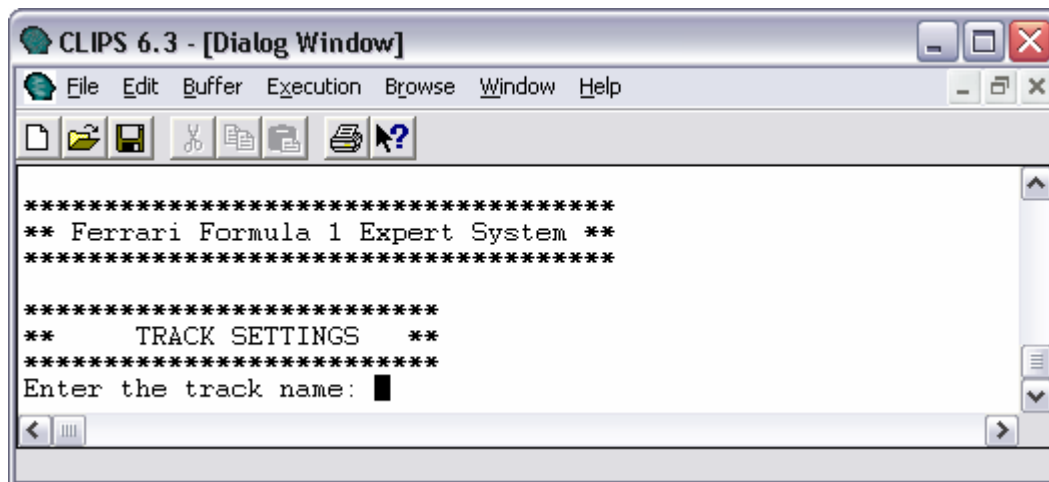 CLIPS 6.3 - [Dialog Window]
File Edit Buffer Execution Browse Window Help
*************************************
** Ferrari Formula 1 Expert System **
*************************************
**************************
** TRACK SETTINGS **
**************************
Enter the track name: